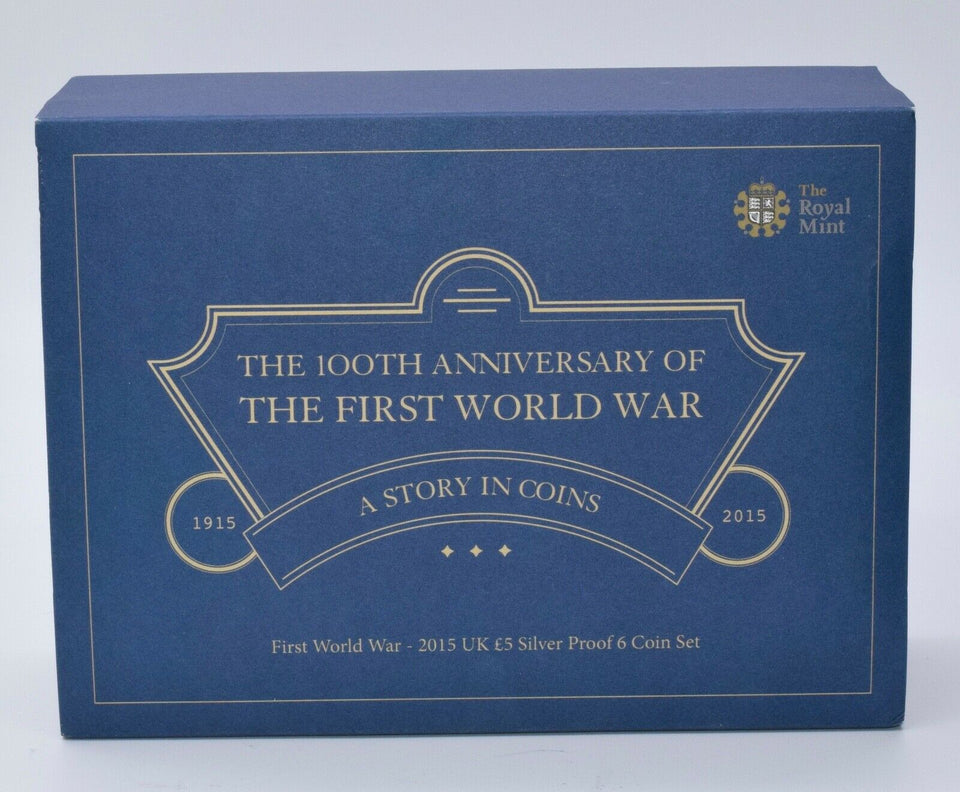 The
Royal
Mint
THE 100TH ANNIVERSARY OF
THE FIRST WORLD WAR
A STORY IN COINS
1915
2015
First World War - 2015 UK £5 Silver Proof 6 Coin Set